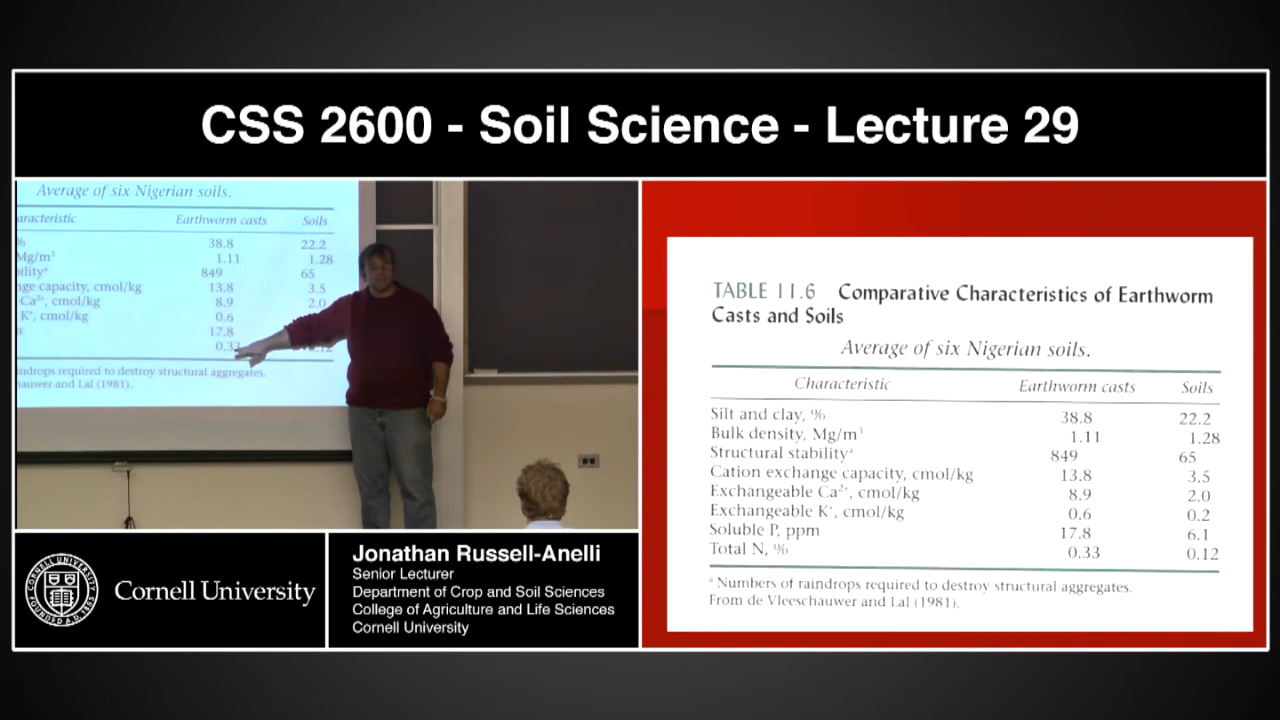 CSS 2600 - Soil Science - Lecture 29
Average of six Nigerian soils.
aracteristic Earthworm casts Soils
% 38.8 22.2
Mg/m³ 1.11 1.28
ility 849 65
nge capacity, cmol/kg 13.8 3.5
Ca²⁺, cmol/kg 8.9 2.0
K⁺, cmol/kg 0.6
17.8
0.33
indrops required to destroy structural aggregates.
hauwer and Lal (1981).
TABLE 11.6 Comparative Characteristics of Earthworm
Casts and Soils
Average of six Nigerian soils.
Characteristic Earthworm casts Soils
Silt and clay, % 38.8 22.2
Bulk density, Mg/m³ 1.11 1.28
Structural stabilityᵃ 849 65
Cation exchange capacity, cmol/kg 13.8 3.5
Exchangeable Ca²⁺, cmol/kg 8.9 2.0
Exchangeable K⁺, cmol/kg 0.6 0.2
Soluble P, ppm 17.8 6.1
Total N, % 0.33 0.12
ᵃ Numbers of raindrops required to destroy structural aggregates.
From de Vleeschauwer and Lal (1981).
Cornell University
Jonathan Russell-Anelli
Senior Lecturer
Department of Crop and Soil Sciences
College of Agriculture and Life Sciences
Cornell University